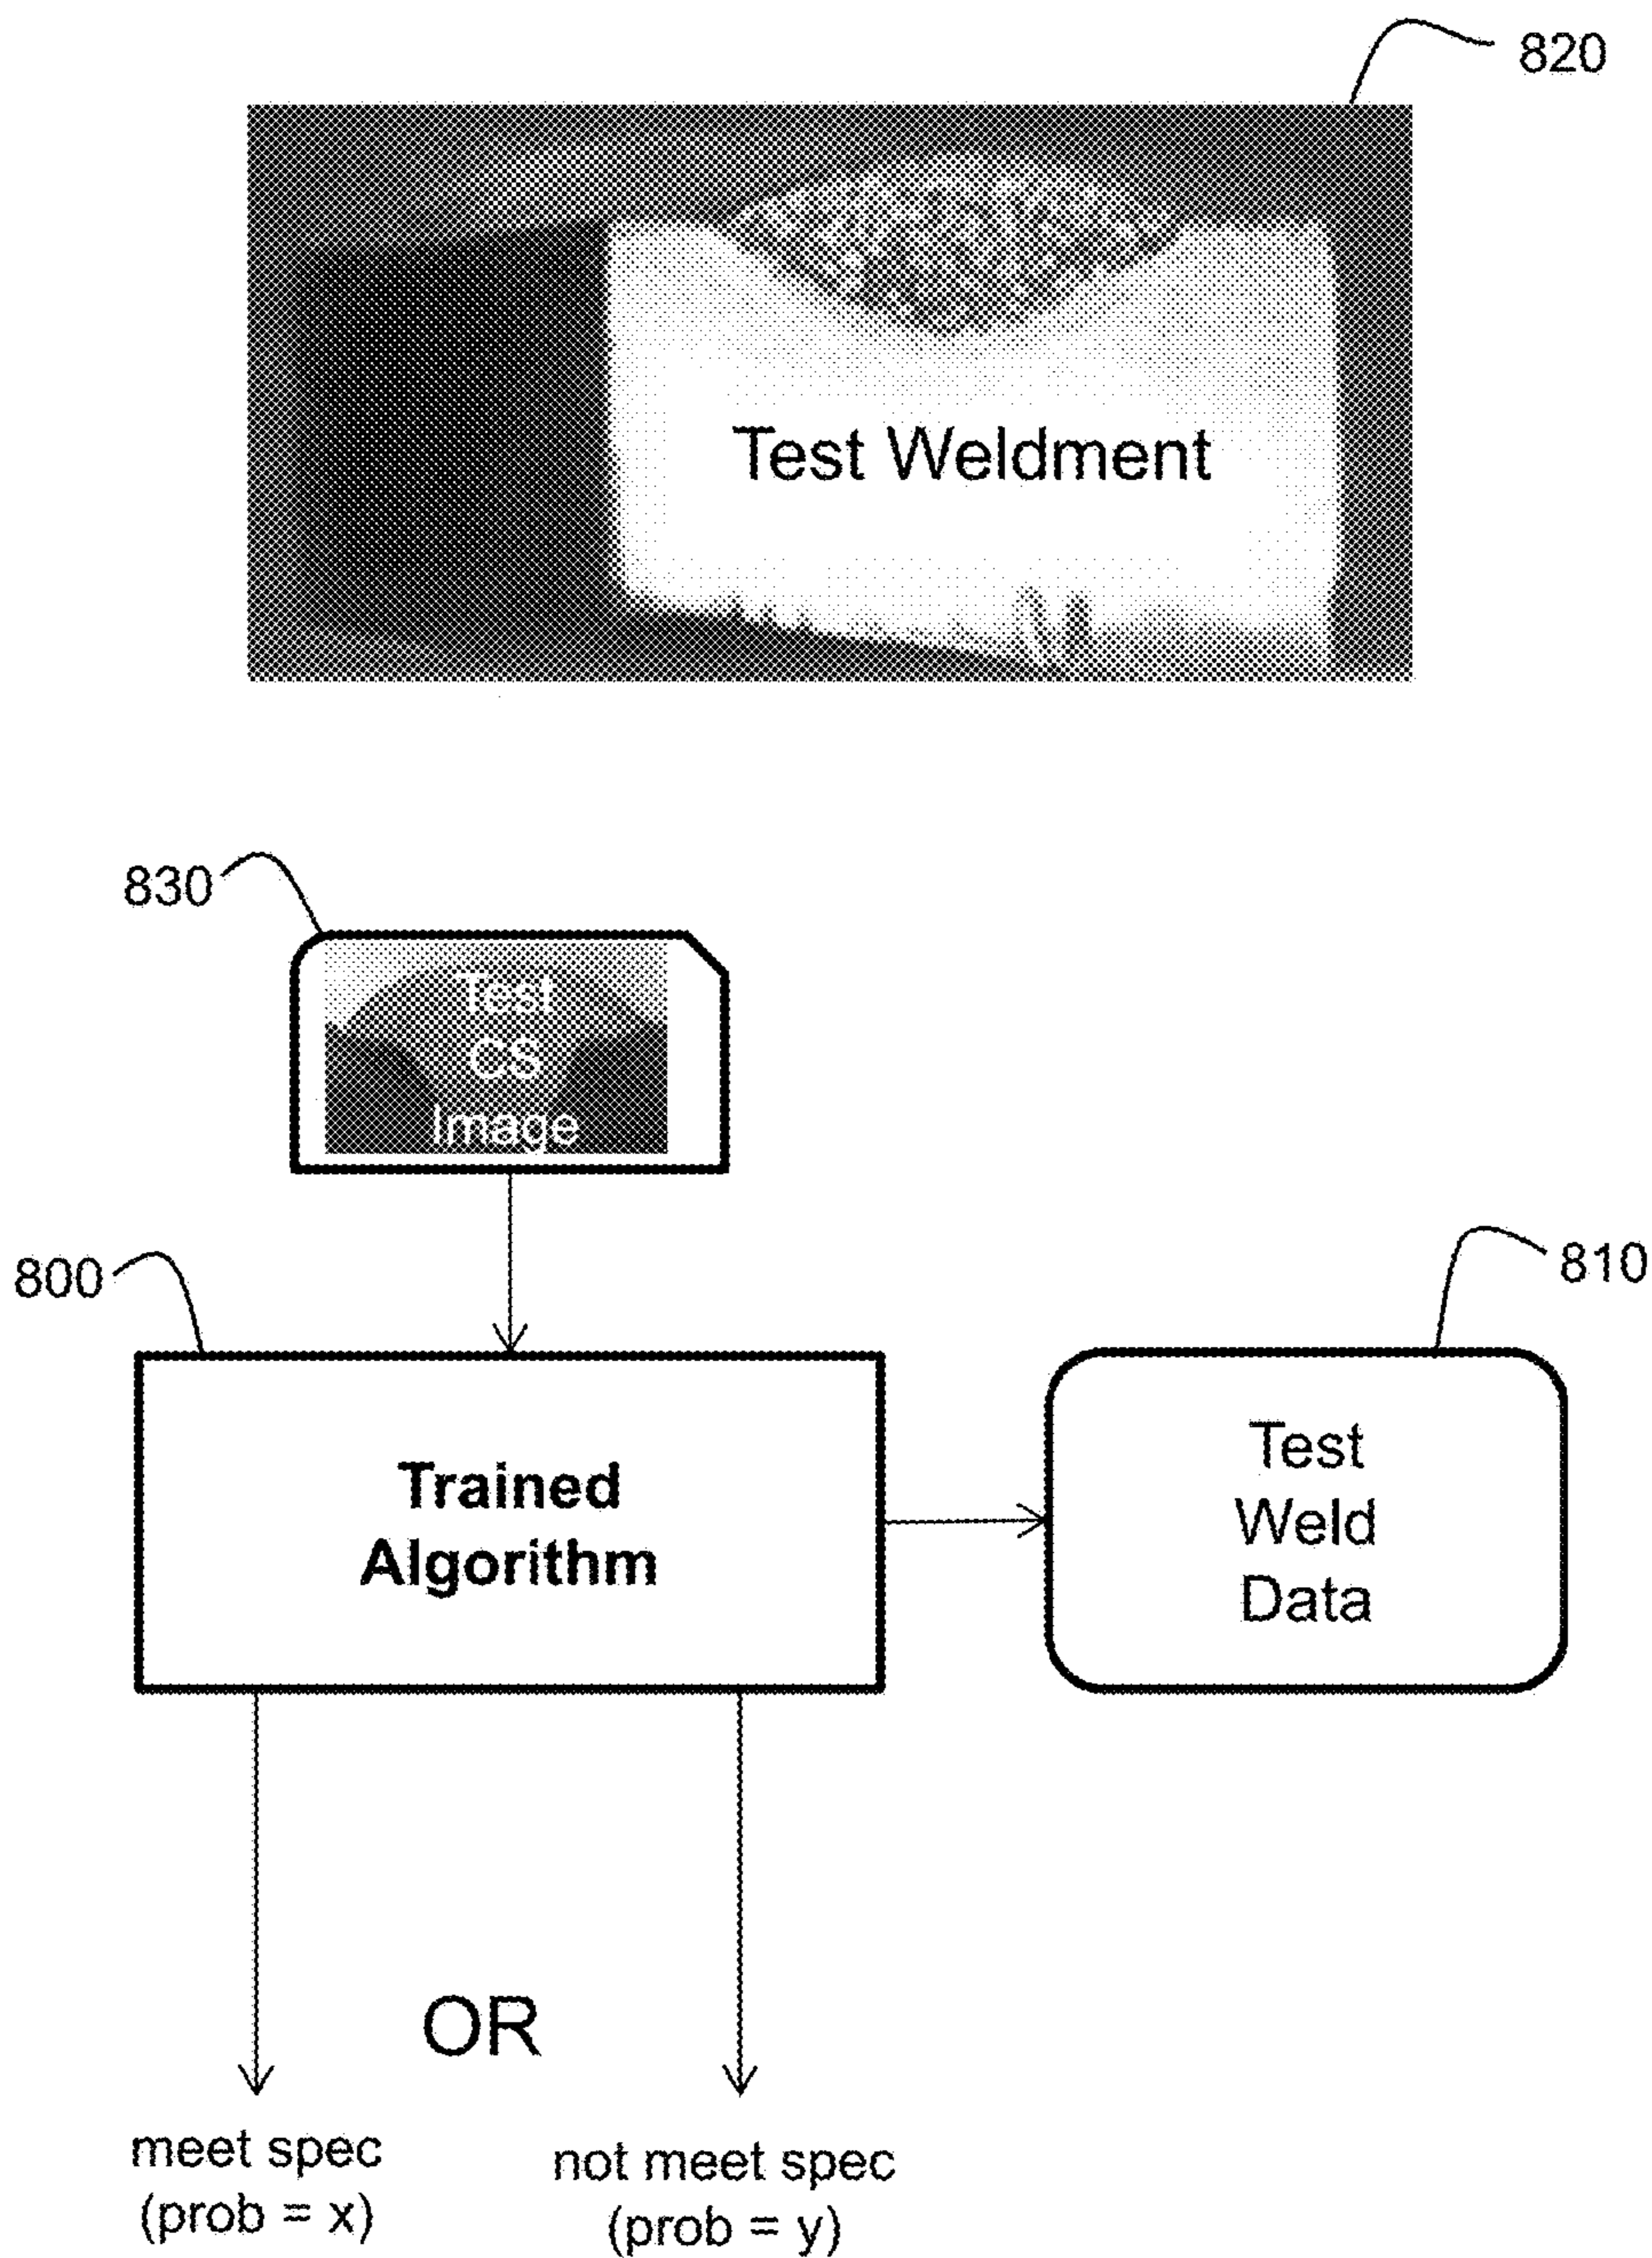 820
Test Weldment
830
Test
CS
Image
800
810
Trained
Algorithm
Test
Weld
Data
OR
meet spec
(prob = x)
not meet spec
(prob = y)